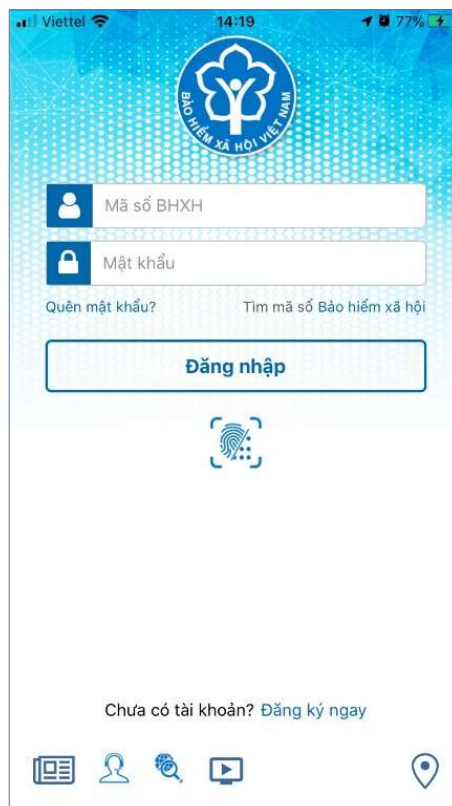 Viettel 14:19 77%
BẢO HIỂM XÃ HỘI VIỆT NAM
Mã số BHXH
Mật khẩu
Quên mật khẩu? Tìm mã số Bảo hiểm xã hội
Đăng nhập
Chưa có tài khoản? Đăng ký ngay